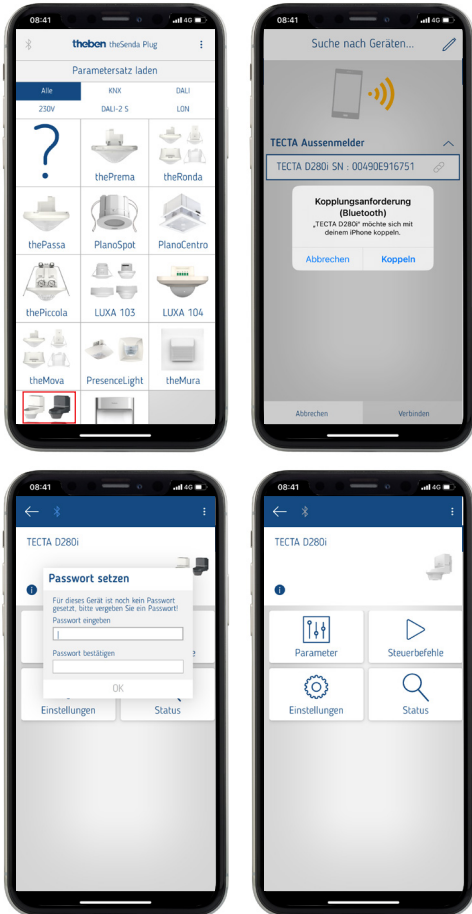 08:41
4G
theben theSenda Plug
Parametersatz laden
Alle KNX DALI
230V DALI-2 S LON
?
thePrema
theRonda
thePassa
PlanoSpot
PlanoCentro
thePiccola
LUXA 103
LUXA 104
theMova
PresenceLight
theMura
08:41
4G
Suche nach Geräten...
TECTA Aussenmelder
TECTA D280i SN : 00490E916751
Kopplungsanforderung
(Bluetooth)
„TECTA D280i“ möchte sich mit
deinem iPhone koppeln.
Abbrechen Koppeln
Abbrechen Verbinden
08:41
4G
TECTA D280i
Passwort setzen
Für dieses Gerät ist noch kein Passwort
gesetzt, bitte vergeben Sie ein Passwort!
Passwort eingeben
Passwort bestätigen
OK
e
Einstellungen
Status
08:41
4G
TECTA D280i
Parameter
Steuerbefehle
Einstellungen
Status